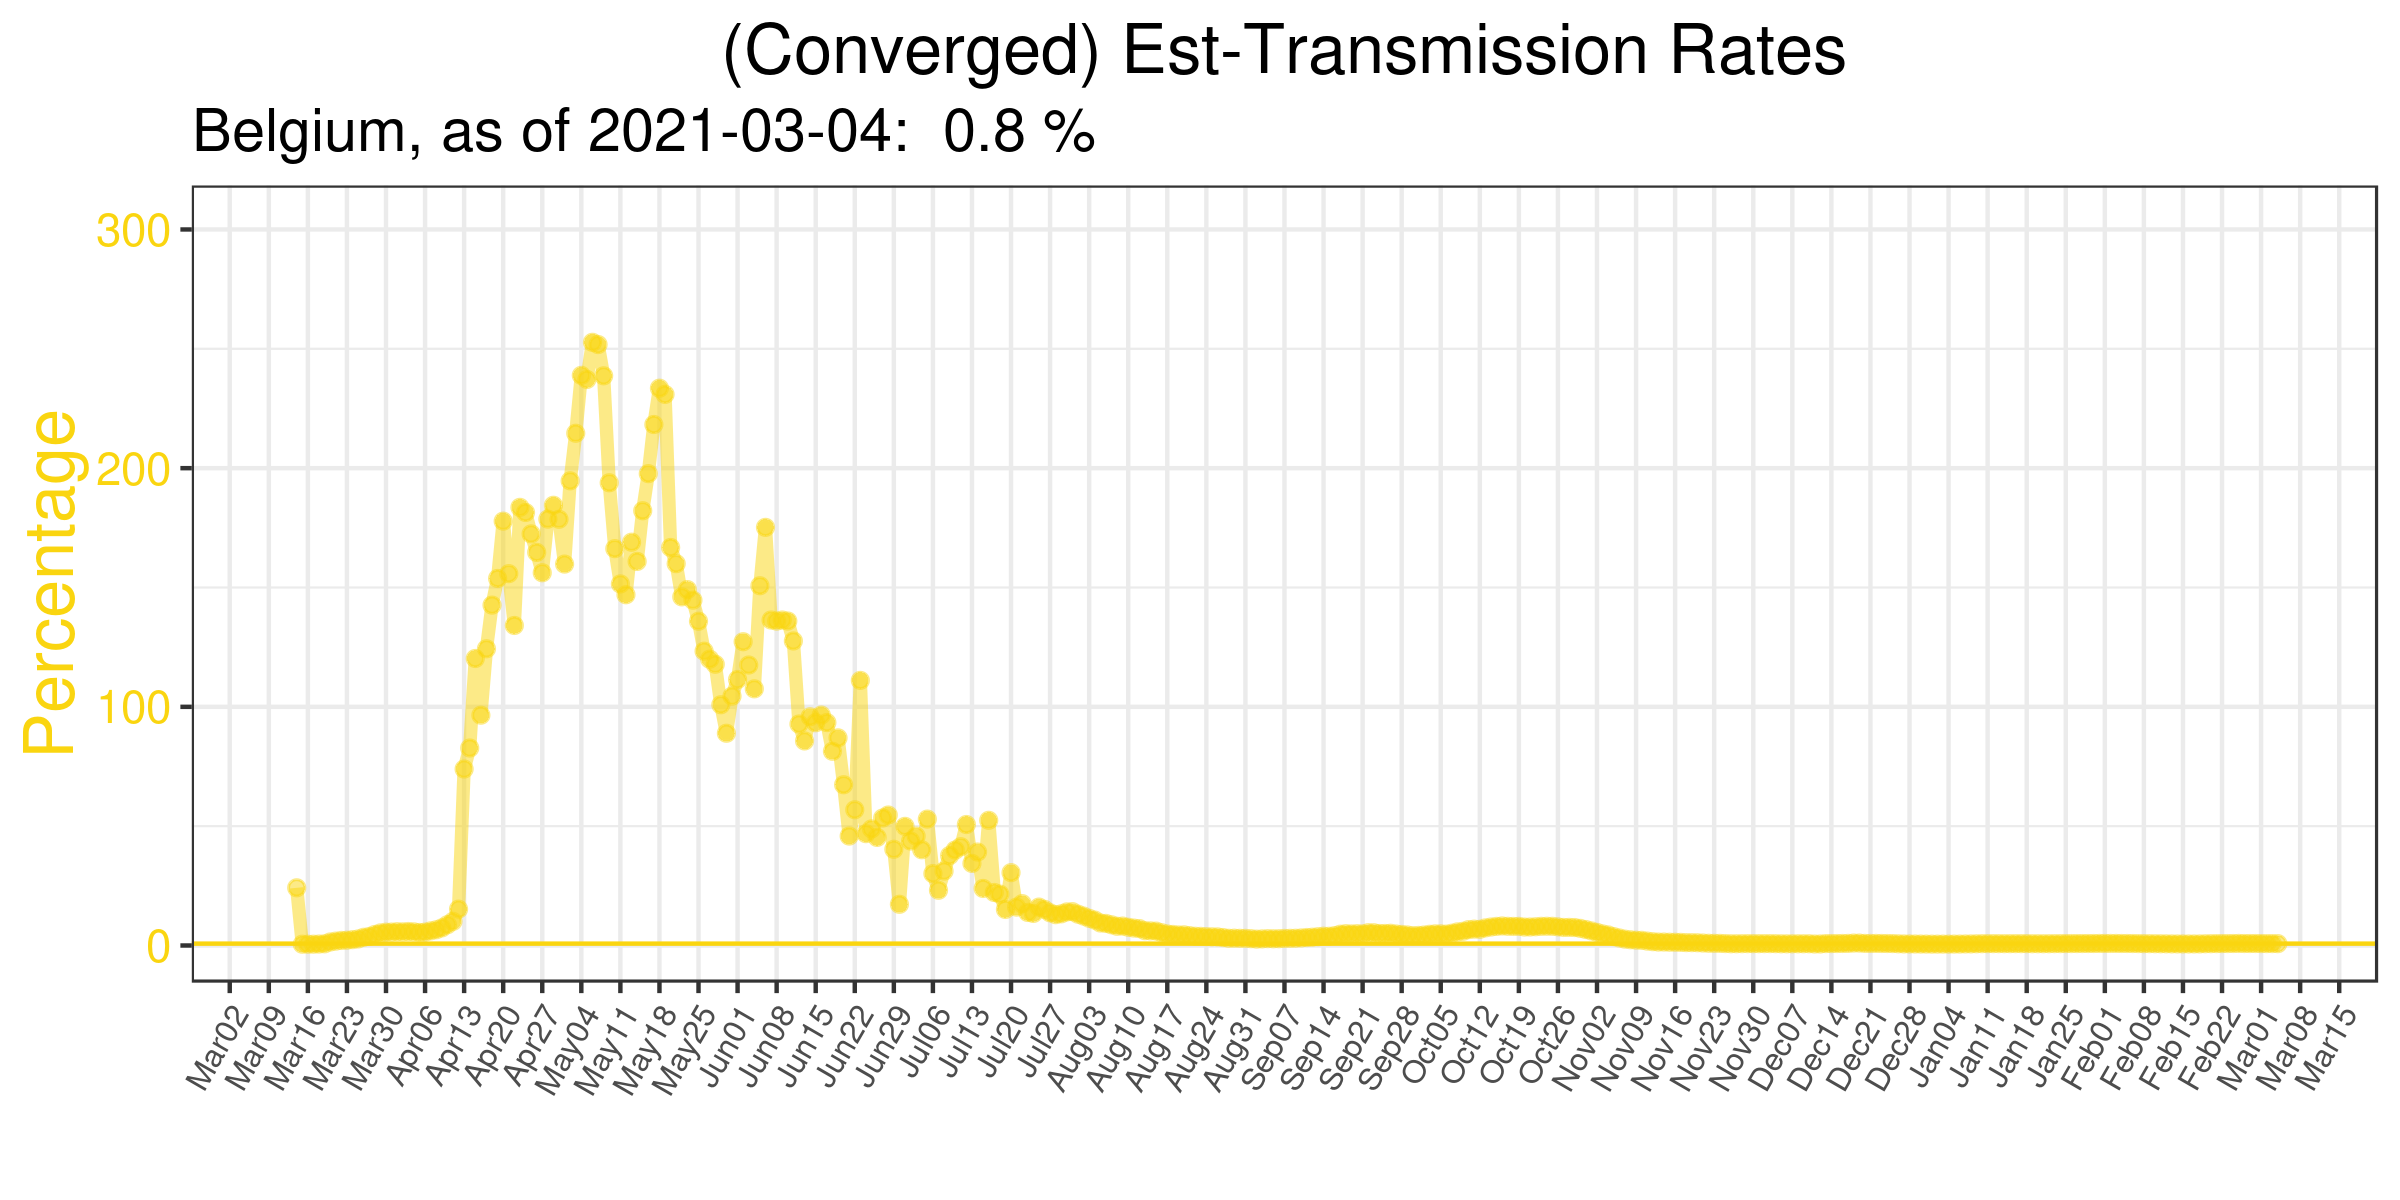 (Converged) Est-Transmission Rates
Belgium, as of 2021-03-04:  0.8 %
Percentage
300
200
100
0
Mar02
Mar09
Mar16
Mar23
Mar30
Apr06
Apr13
Apr20
Apr27
May04
May11
May18
May25
Jun01
Jun08
Jun15
Jun22
Jun29
Jul06
Jul13
Jul20
Jul27
Aug03
Aug10
Aug17
Aug24
Aug31
Sep07
Sep14
Sep21
Sep28
Oct05
Oct12
Oct19
Oct26
Nov02
Nov09
Nov16
Nov23
Nov30
Dec07
Dec14
Dec21
Dec28
Jan04
Jan11
Jan18
Jan25
Feb01
Feb08
Feb15
Feb22
Mar01
Mar08
Mar15